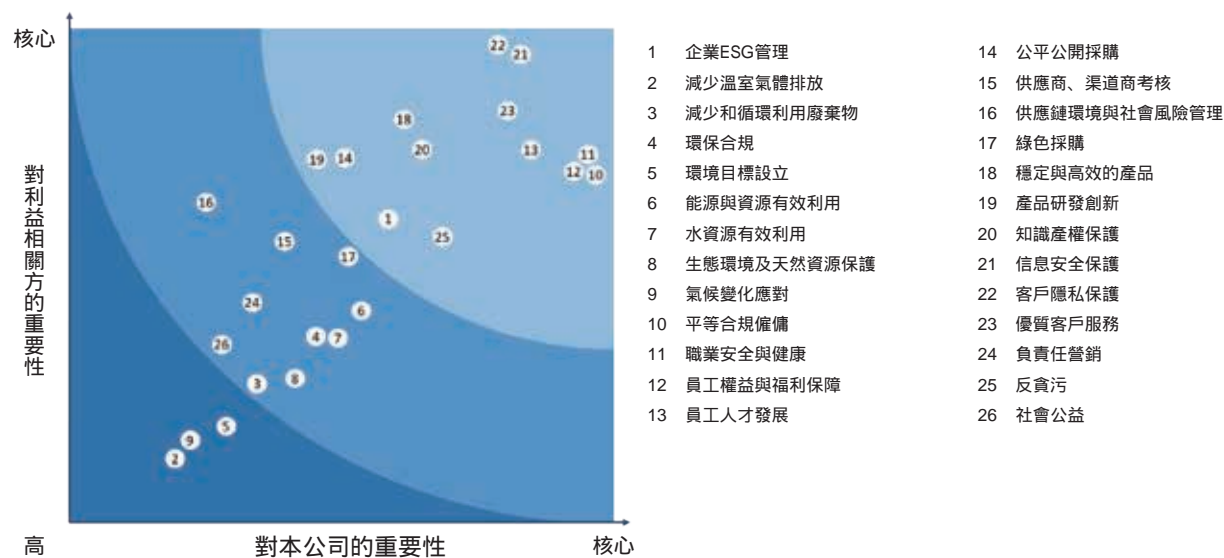 核心
對利益相關方的重要性
高
對本公司的重要性
核心
22
21
23
18
20
13
11
12
10
19
14
16
1
25
15
17
24
6
4
7
26
3
8
5
9
2
1 企業ESG管理
2 減少溫室氣體排放
3 減少和循環利用廢棄物
4 環保合規
5 環境目標設立
6 能源與資源有效利用
7 水資源有效利用
8 生態環境及天然資源保護
9 氣候變化應對
10 平等合規僱傭
11 職業安全與健康
12 員工權益與福利保障
13 員工人才發展
14 公平公開採購
15 供應商、渠道商考核
16 供應鏈環境與社會風險管理
17 綠色採購
18 穩定與高效的產品
19 產品研發創新
20 知識產權保護
21 信息安全保護
22 客戶隱私保護
23 優質客戶服務
24 負責任營銷
25 反貪污
26 社會公益